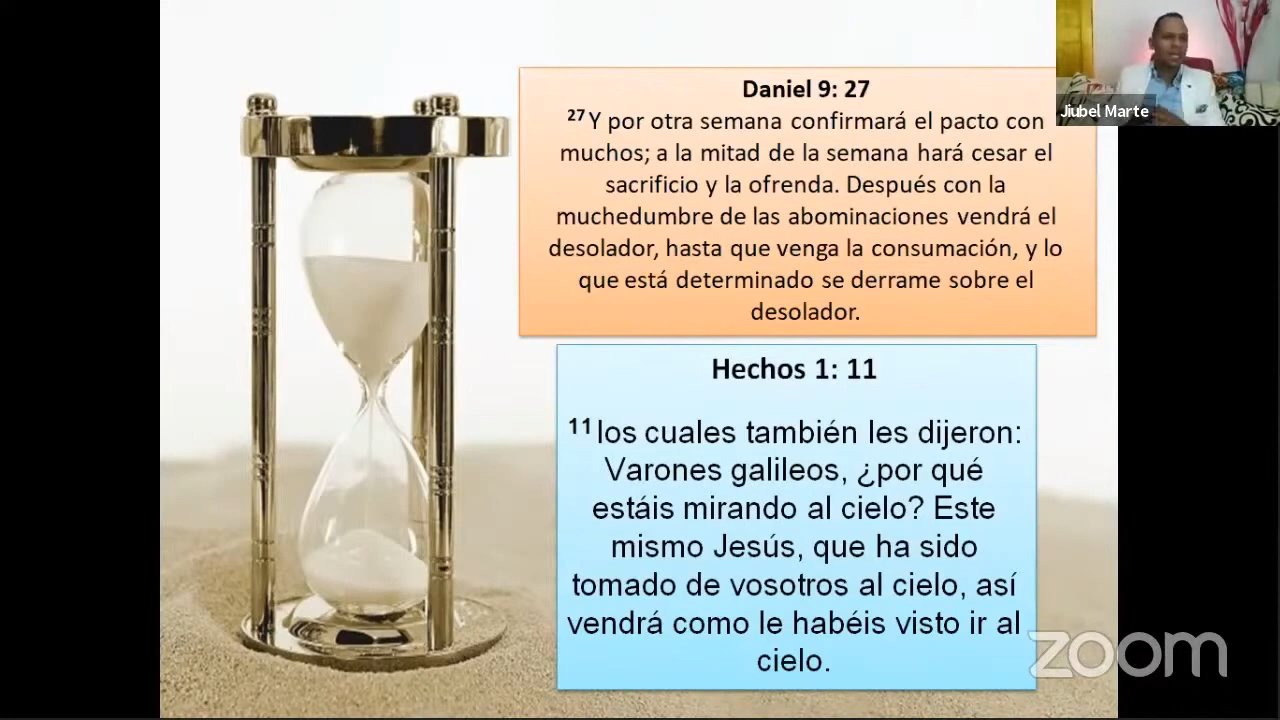 Daniel 9: 27
27 Y por otra semana confirmará el pacto con
muchos; a la mitad de la semana hará cesar el
sacrificio y la ofrenda. Después con la
muchedumbre de las abominaciones vendrá el
desolador, hasta que venga la consumación, y lo
que está determinado se derrame sobre el
desolador.
Jiubel Marte
Hechos 1: 11
11 los cuales también les dijeron:
Varones galileos, ¿por qué
estáis mirando al cielo? Este
mismo Jesús, que ha sido
tomado de vosotros al cielo, así
vendrá como le habéis visto ir al
cielo.
zoom